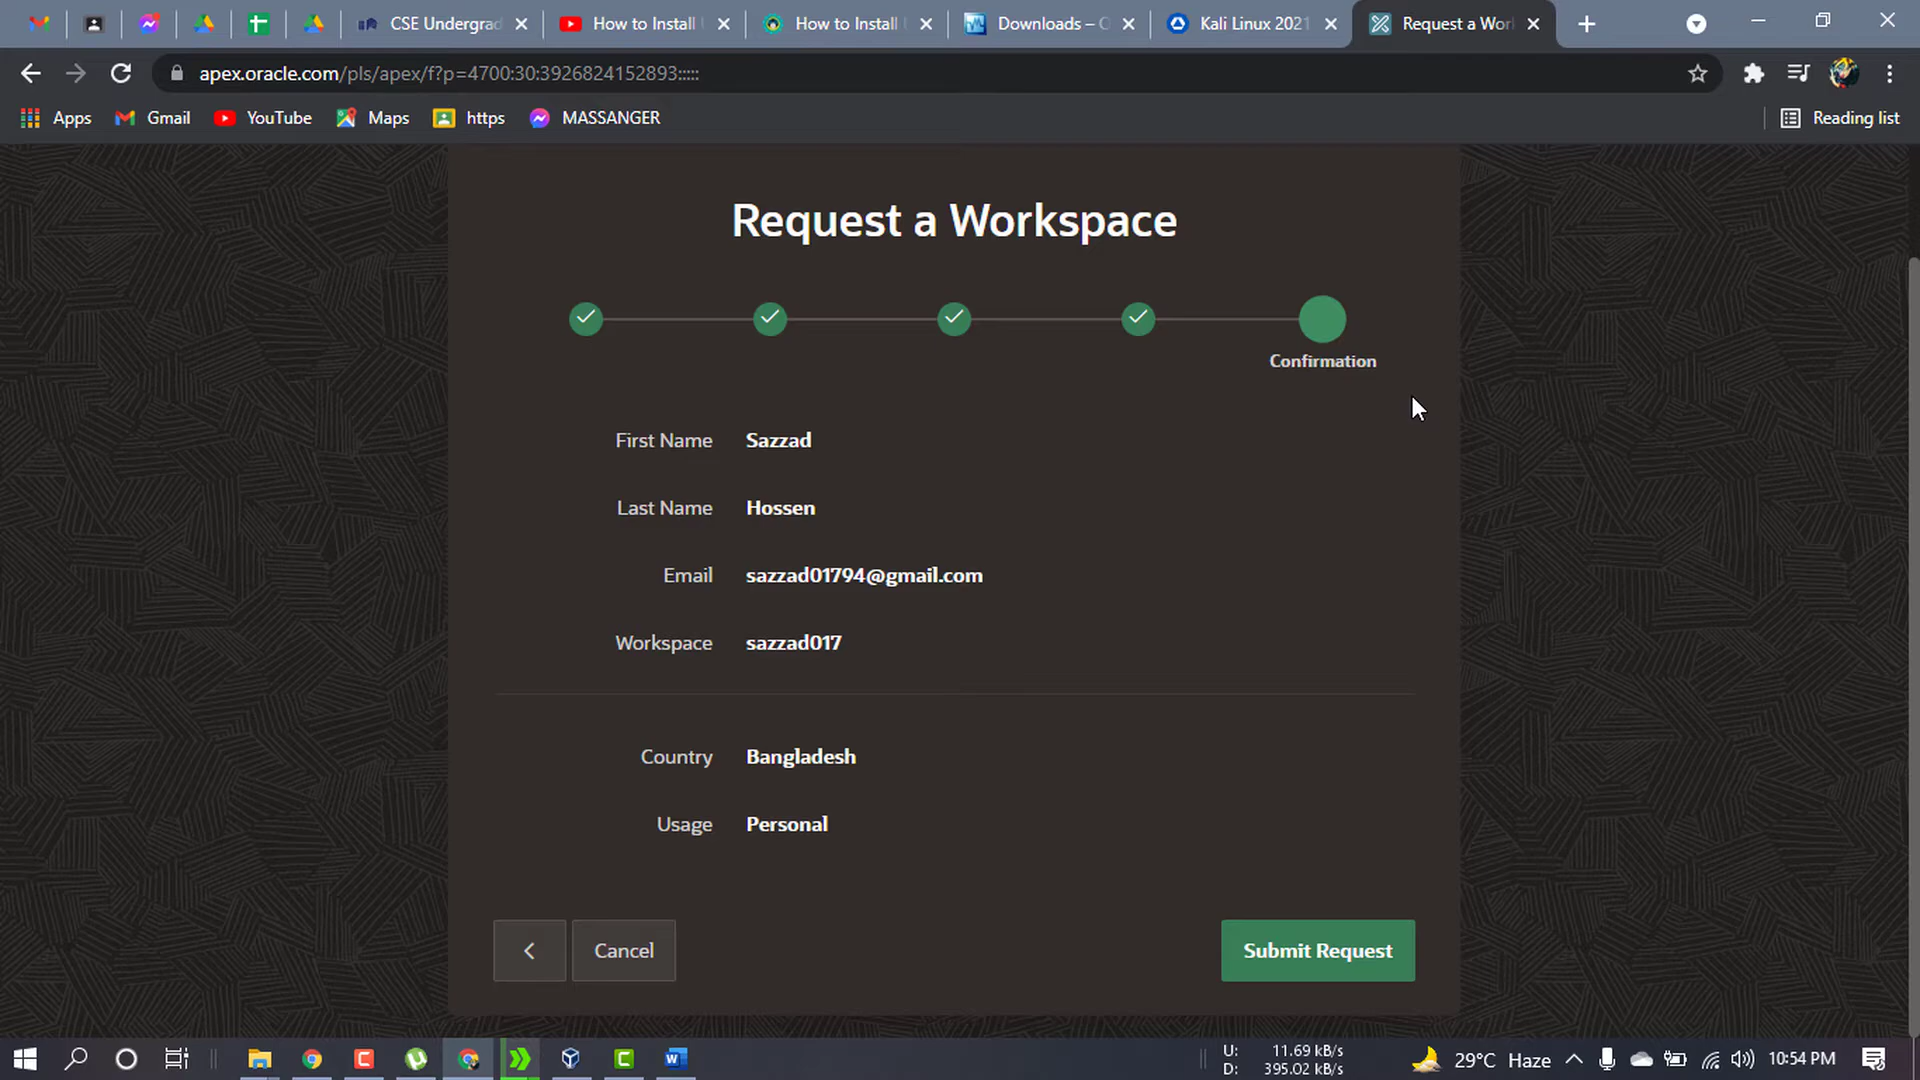 CSE Undergrad
How to Install
How to Install
Downloads – O
Kali Linux 2021
Request a Wor
apex.oracle.com/pls/apex/f?p=4700:30:3926824152893:::::
Apps
Gmail
YouTube
Maps
https
MASSANGER
Reading list
Request a Workspace
Confirmation
First Name Sazzad
Last Name Hossen
Email sazzad01794@gmail.com
Workspace sazzad017
Country Bangladesh
Usage Personal
Cancel
Submit Request
U: 11.69 kB/s
D: 395.02 kB/s
29°C Haze
10:54 PM